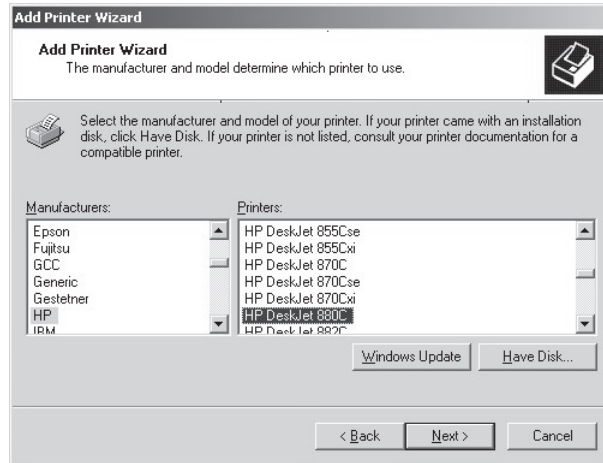 Add Printer Wizard
Add Printer Wizard
The manufacturer and model determine which printer to use.
Select the manufacturer and model of your printer. If your printer came with an installation
disk, click Have Disk. If your printer is not listed, consult your printer documentation for a
compatible printer.
Manufacturers:
Epson
Fujitsu
GCC
Generic
Gestetner
HP
IBM
Printers:
HP DeskJet 855Cse
HP DeskJet 855Cxi
HP DeskJet 870C
HP DeskJet 870Cse
HP DeskJet 870Cxi
HP DeskJet 880C
HP DeskJet 882C
Windows Update
Have Disk...
< Back
Next >
Cancel